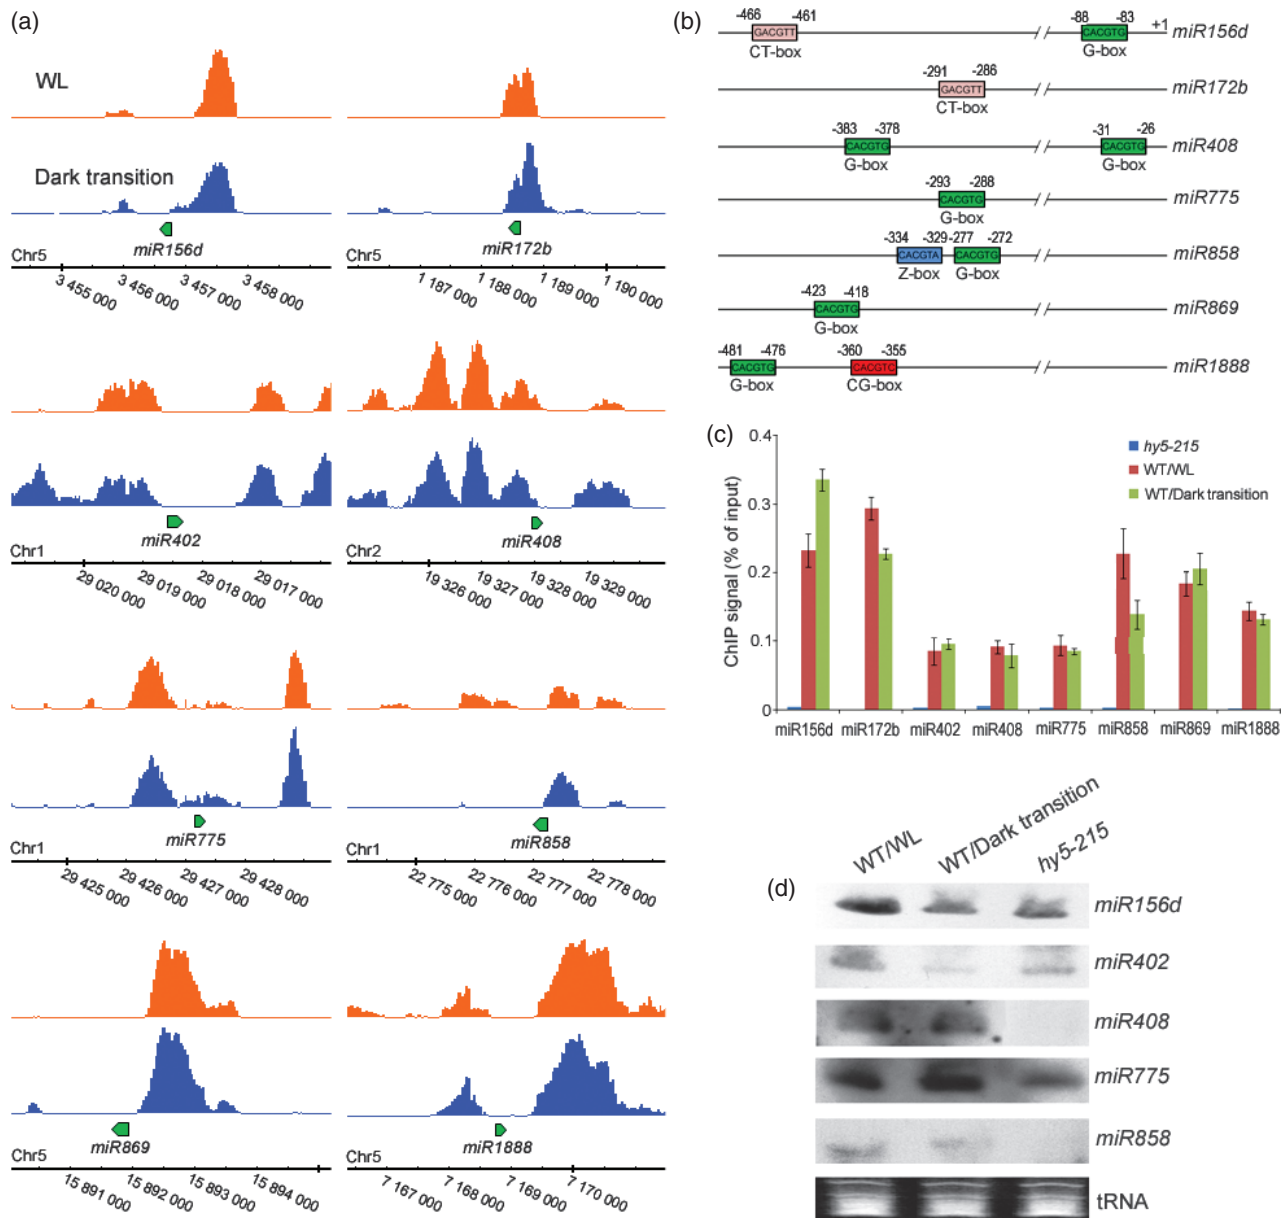 (a)
WL
Dark transition
miR156d
miR172b
Chr5
3 455 000
3 456 000
3 457 000
3 458 000
Chr5
1 187 000
1 188 000
1 189 000
1 190 000
miR402
miR408
Chr1
29 020 000
29 019 000
29 018 000
29 017 000
Chr2
19 326 000
19 327 000
19 328 000
19 329 000
miR775
miR858
Chr1
29 425 000
29 426 000
29 427 000
29 428 000
Chr1
22 775 000
22 776 000
22 777 000
22 778 000
miR869
miR1888
Chr5
15 891 000
15 892 000
15 893 000
15 894 000
Chr5
7 167 000
7 168 000
7 169 000
7 170 000
(b)
-466 -461 -88 -83 +1
GACGTT // CACGTG miR156d
CT-box G-box
-291 -286
GACGTT // miR172b
CT-box
-383 -378 -31 -26
CACGTG // CACGTG miR408
G-box G-box
-293 -288
CACGTG // miR775
G-box
-334 -329 -277 -272
CACGTA CACGTG // miR858
Z-box G-box
-423 -418
CACGTG // miR869
G-box
-481 -476 -360 -355
CACGTG CACGTC // miR1888
G-box CG-box
(c)
0.4
0.3
0.2
0.1
0
ChIP signal (% of input)
hy5-215
WT/WL
WT/Dark transition
miR156d miR172b miR402 miR408 miR775 miR858 miR869 miR1888
(d)
WT/WL
WT/Dark transition
hy5-215
miR156d
miR402
miR408
miR775
miR858
tRNA